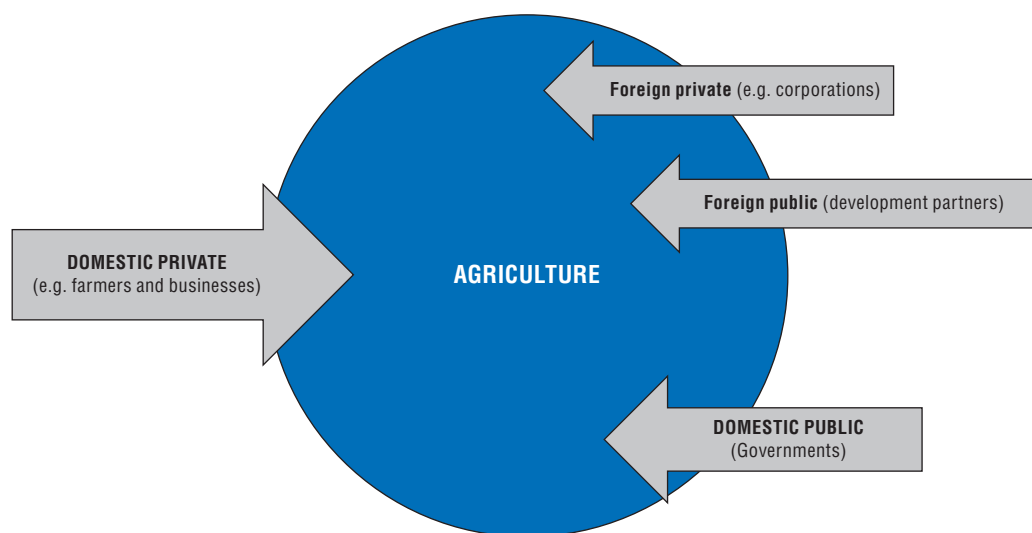 Foreign private (e.g. corporations)
Foreign public (development partners)
DOMESTIC PRIVATE
(e.g. farmers and businesses)
AGRICULTURE
DOMESTIC PUBLIC
(Governments)